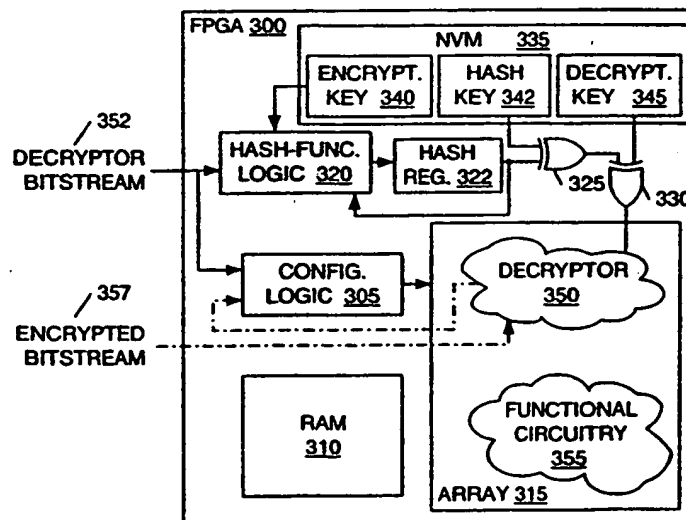 FPGA 300
NVM 335
ENCRYPT.
KEY 340
HASH
KEY 342
DECRYPT.
KEY 345
352
DECRYPTOR
BITSTREAM
HASH-FUNC.
LOGIC 320
HASH
REG. 322
325
330
CONFIG.
LOGIC 305
DECRYPTOR
350
357
ENCRYPTED
BITSTREAM
RAM
310
FUNCTIONAL
CIRCUITRY
355
ARRAY 315